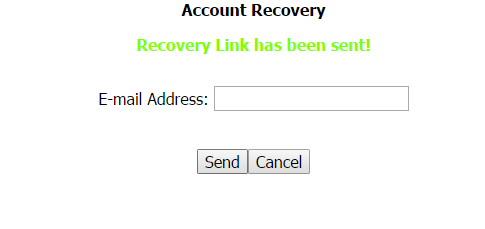 Account Recovery
Recovery Link has been sent!
E-mail Address:
Send Cancel